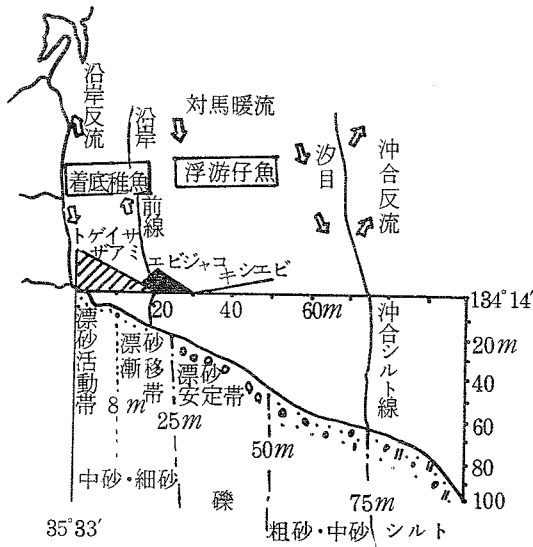 沿岸反流
沿岸
前線
対馬暖流
汐目
沖合反流
着底稚魚
浮游仔魚
トゲイサ
ザアミ
エビジャコ
キシエビ
20
40
60m
134°14′
20m
40
60
80
100
漂砂活動帯
漂砂漸移帯
漂砂安定帯
沖合シルト線
8m
25m
50m
75m
中砂・細砂
礫
粗砂・中砂
シルト
35°33′